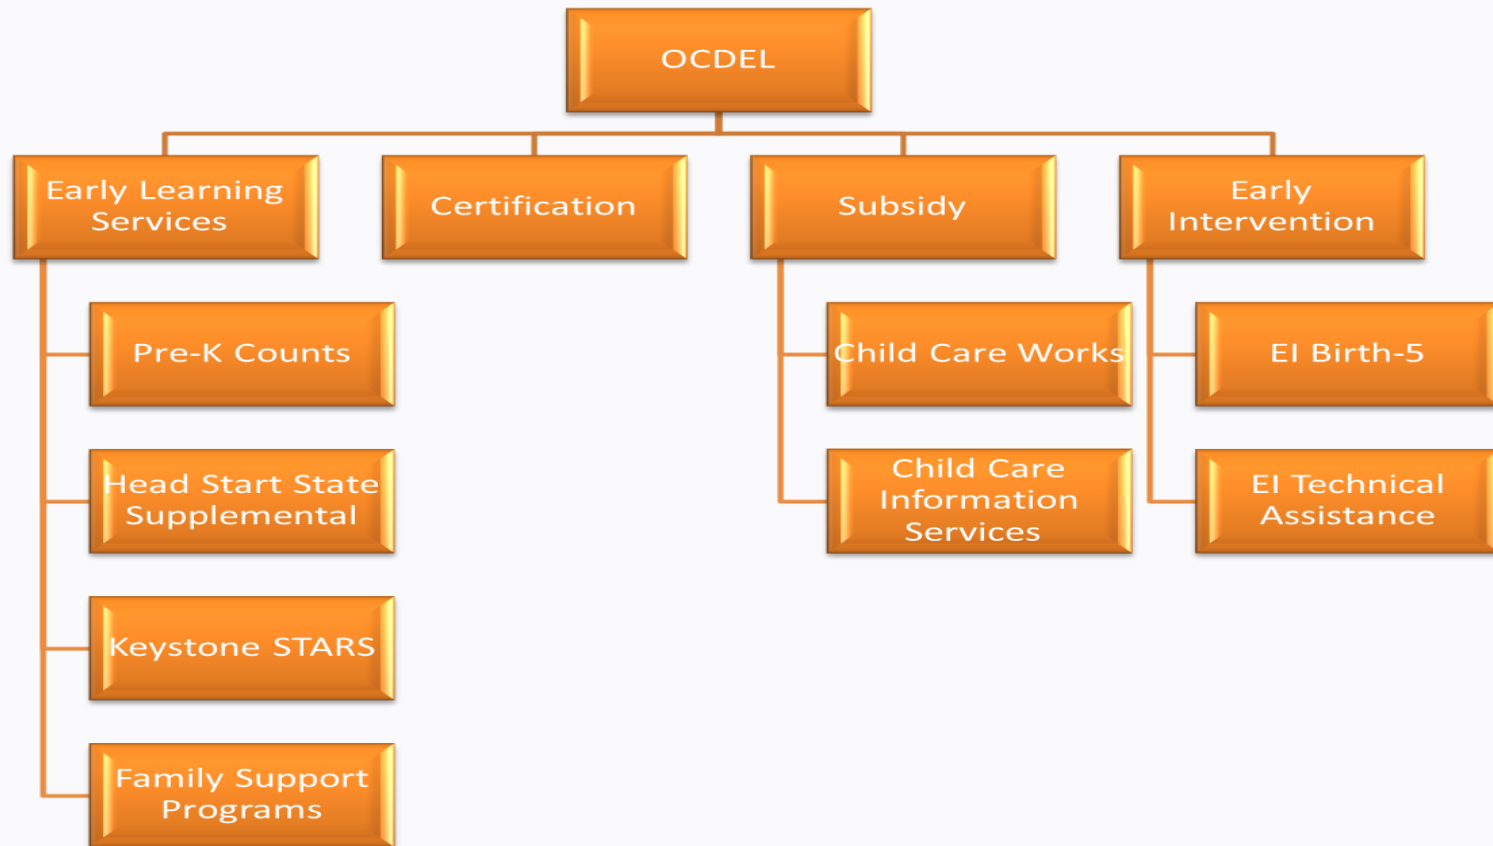 OCDEL
Early Learning
Services
Certification
Subsidy
Early
Intervention
Pre-K Counts
Head Start State
Supplemental
Keystone STARS
Family Support
Programs
Child Care Works
Child Care
Information
Services
EI Birth-5
EI Technical
Assistance